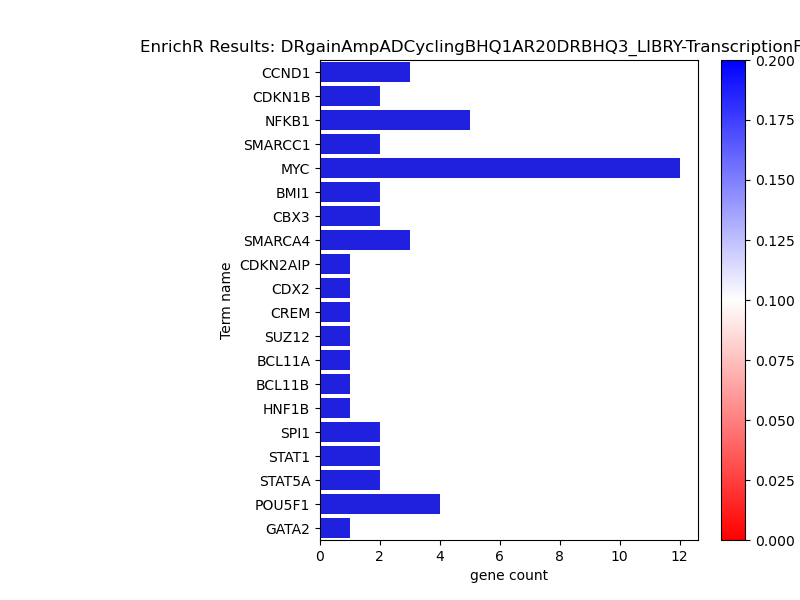 EnrichR Results: DRgainAmpADCyclingBHQ1AR20DRBHQ3_LIBRY-Transcription
CCND1
CDKN1B
NFKB1
SMARCC1
MYC
BMI1
CBX3
SMARCA4
CDKN2AIP
CDX2
CREM
SUZ12
BCL11A
BCL11B
HNF1B
SPI1
STAT1
STAT5A
POU5F1
GATA2
Term name
0 2 4 6 8 10 12
gene count
0.200
0.175
0.150
0.125
0.100
0.075
0.050
0.025
0.000